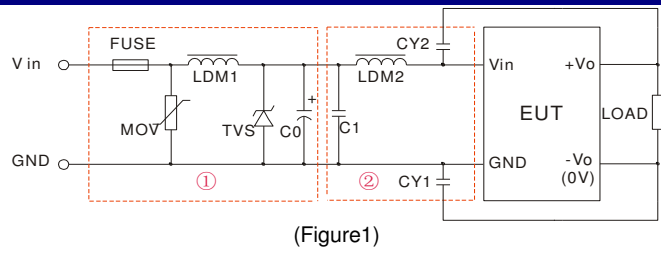 FUSE
CY2
V in
LDM1
LDM2
Vin
+Vo
MOV
TVS
C0
+
C1
EUT
LOAD
GND
GND
-Vo
(0V)
①
②
CY1
(Figure1)